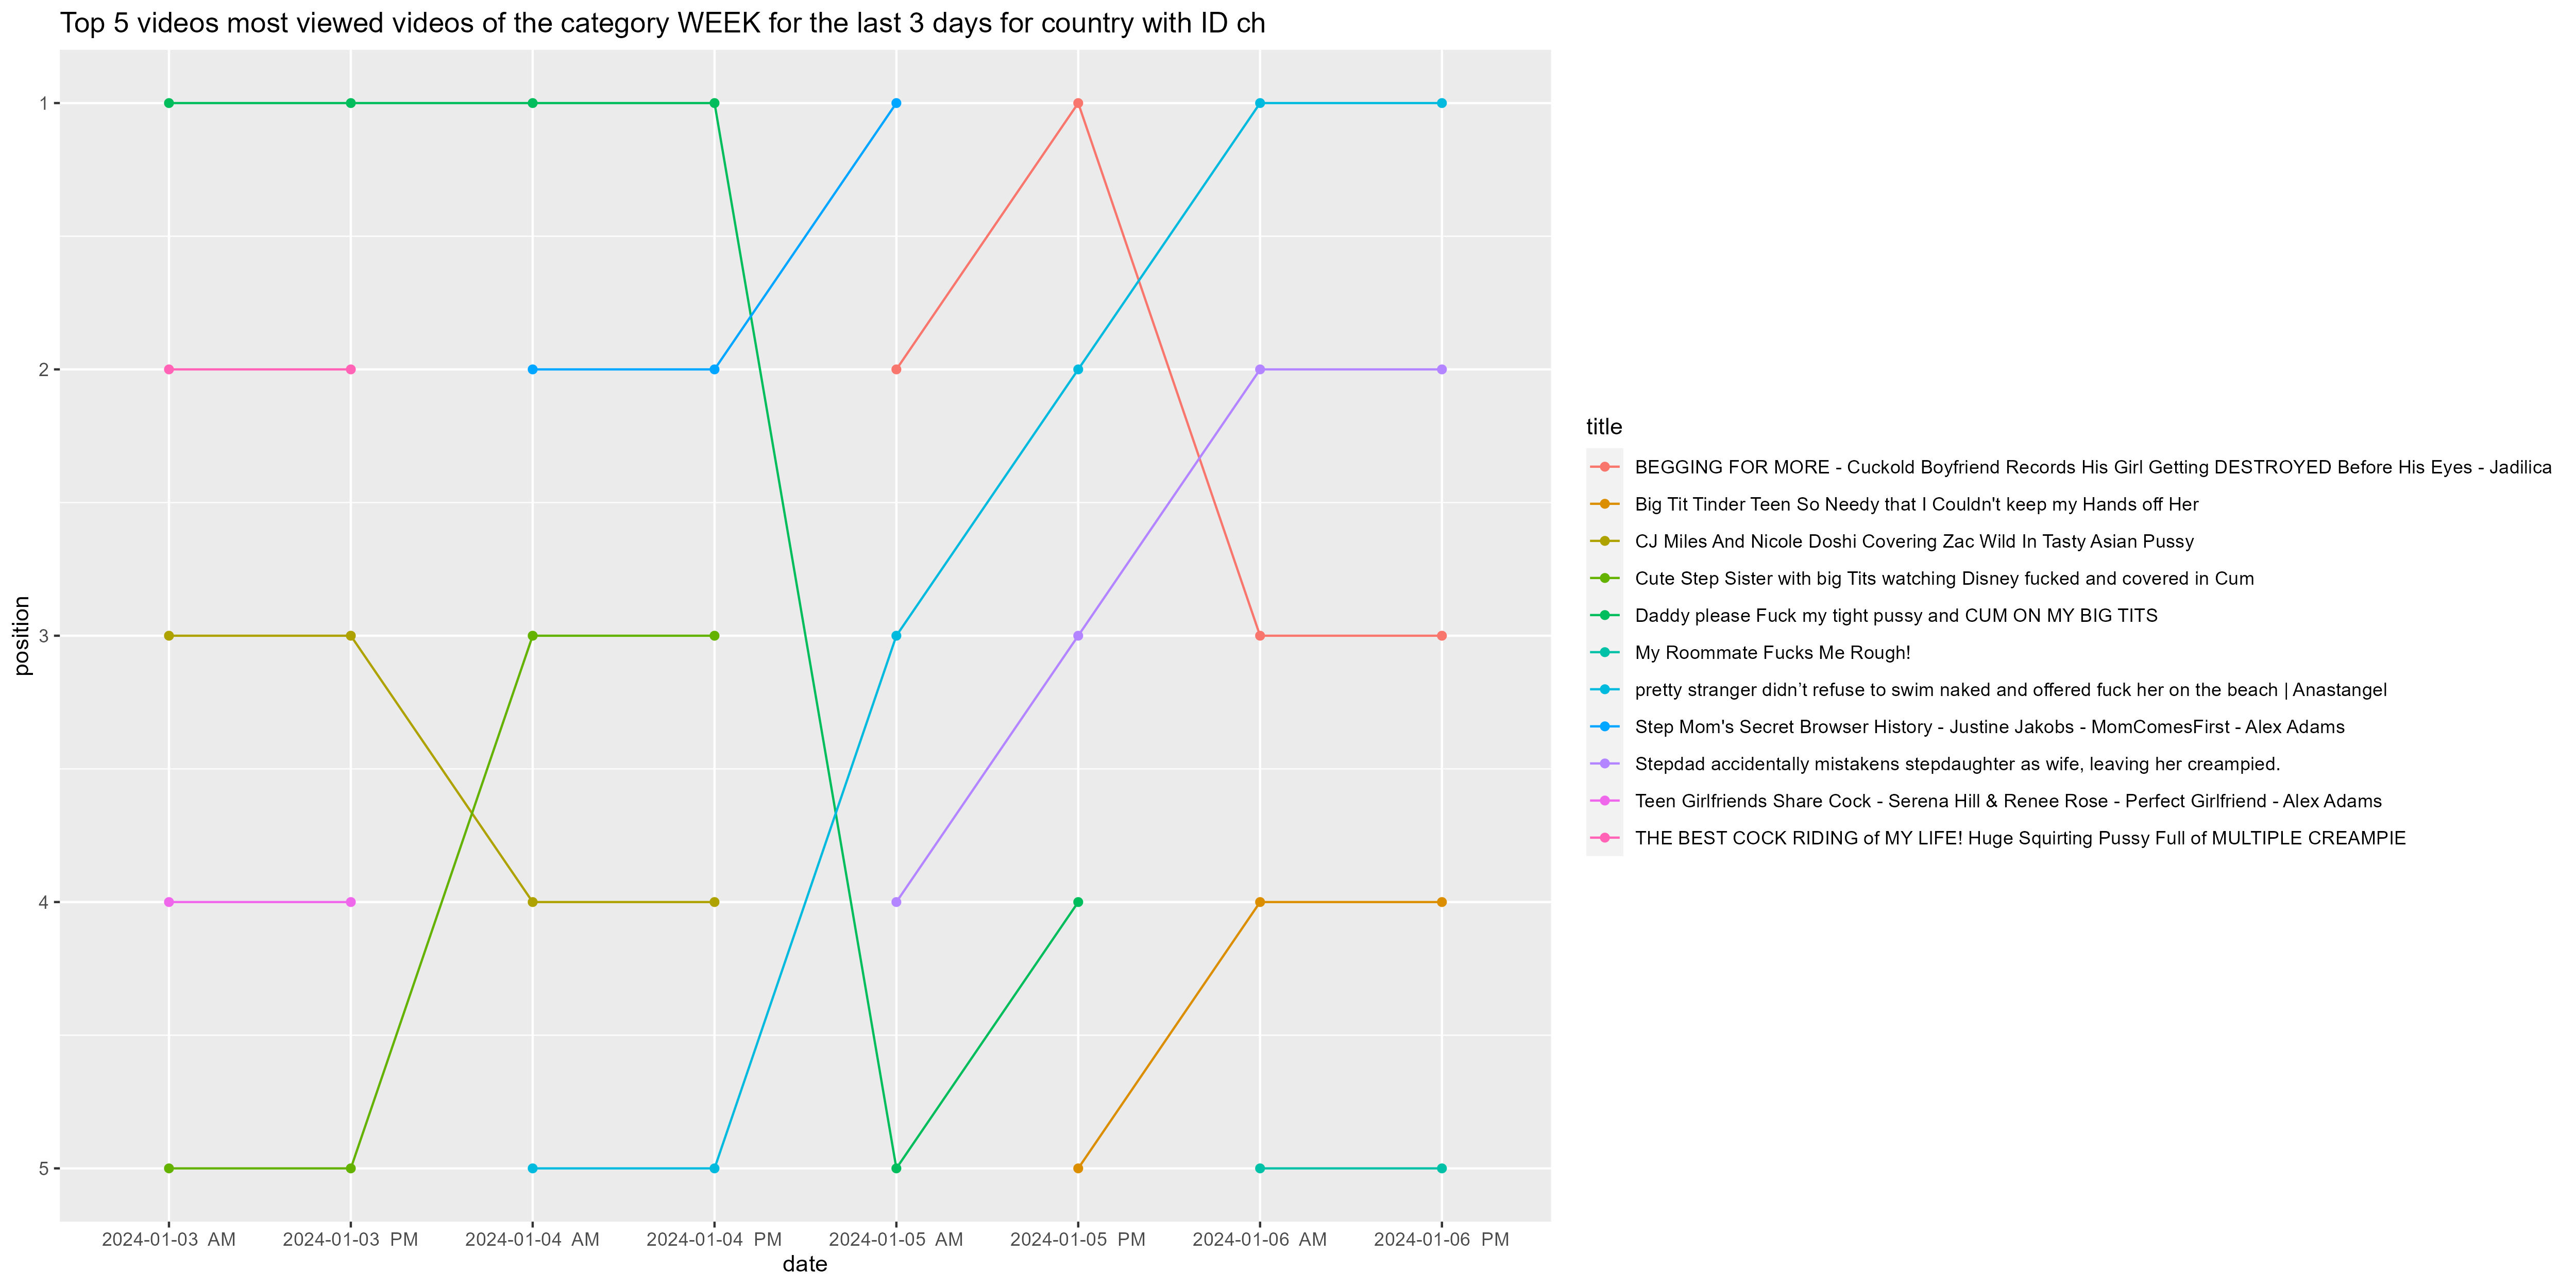 Top 5 videos most viewed videos of the category WEEK for the last 3 days for country with ID ch
position
1
2
3
4
5
2024-01-03 AM
2024-01-03 PM
2024-01-04 AM
2024-01-04 PM
2024-01-05 AM
2024-01-05 PM
2024-01-06 AM
2024-01-06 PM
date
title
BEGGING FOR MORE - Cuckold Boyfriend Records His Girl Getting DESTROYED Before His Eyes - Jadilica
Big Tit Tinder Teen So Needy that I Couldn't keep my Hands off Her
CJ Miles And Nicole Doshi Covering Zac Wild In Tasty Asian Pussy
Cute Step Sister with big Tits watching Disney fucked and covered in Cum
Daddy please Fuck my tight pussy and CUM ON MY BIG TITS
My Roommate Fucks Me Rough!
pretty stranger didn’t refuse to swim naked and offered fuck her on the beach | Anastangel
Step Mom's Secret Browser History - Justine Jakobs - MomComesFirst - Alex Adams
Stepdad accidentally mistakens stepdaughter as wife, leaving her creampied.
Teen Girlfriends Share Cock - Serena Hill & Renee Rose - Perfect Girlfriend - Alex Adams
THE BEST COCK RIDING of MY LIFE! Huge Squirting Pussy Full of MULTIPLE CREAMPIE